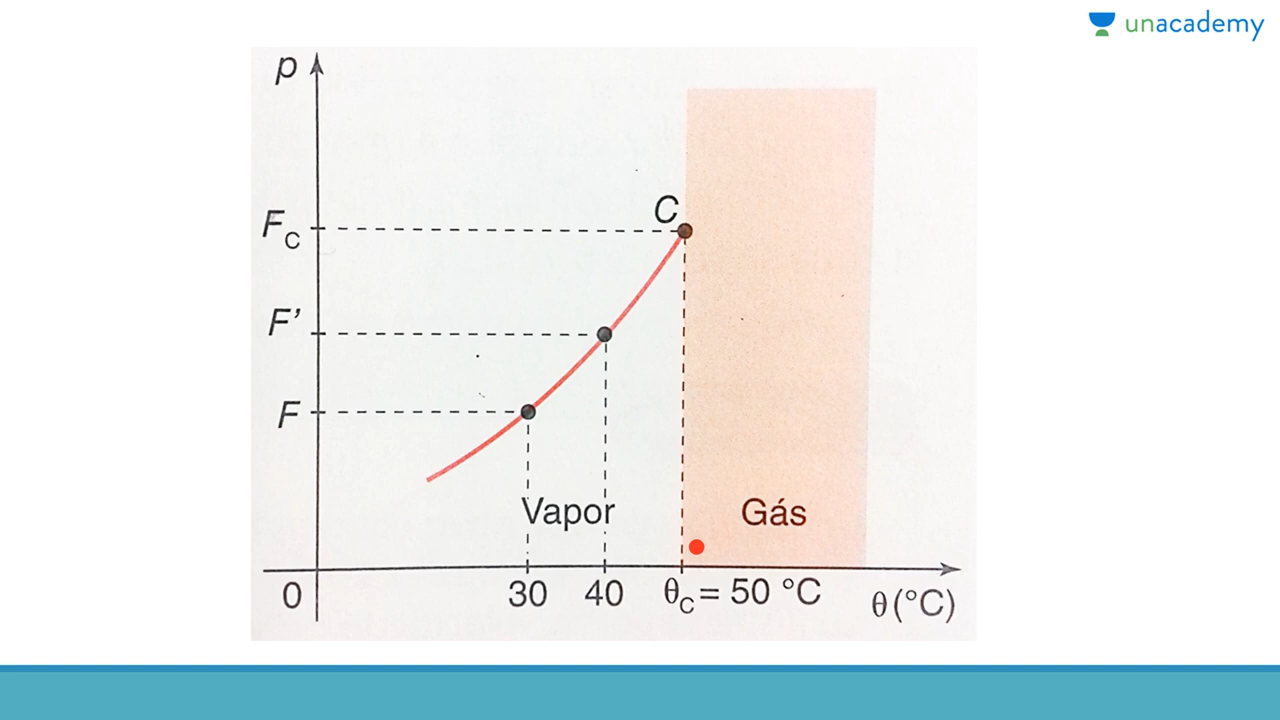 unacademy
p
C
F_C
F’
F
Vapor
Gás
0
30
40
θ_C = 50 °C
θ (°C)